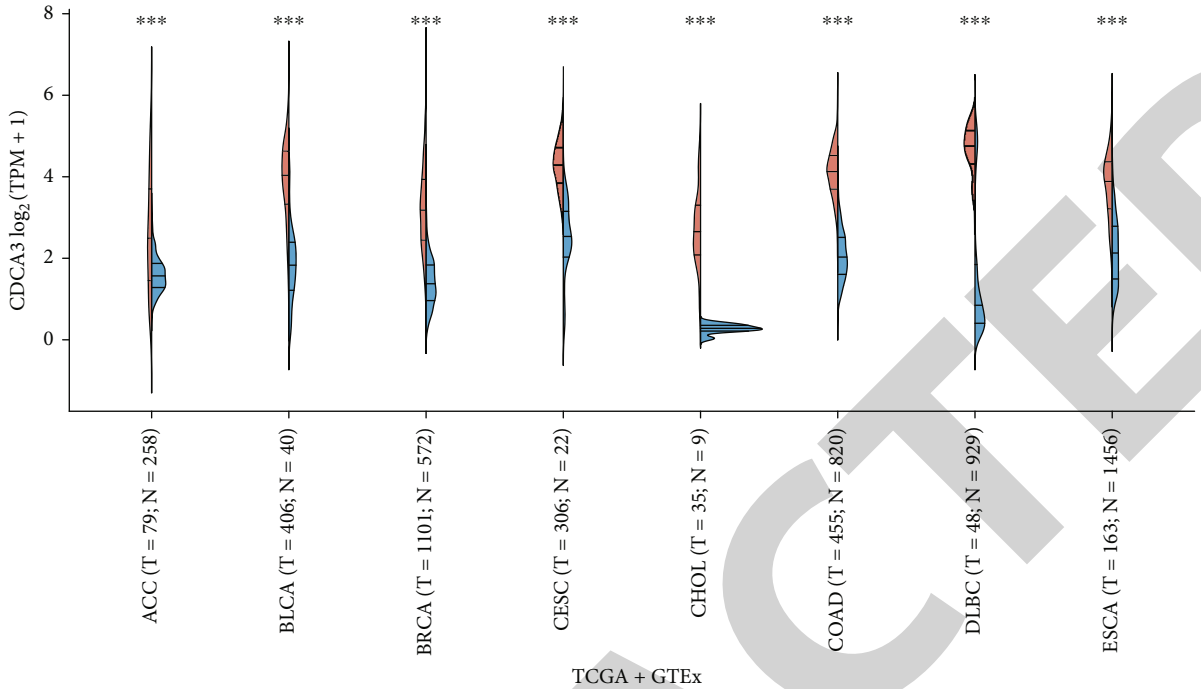 *** *** *** *** *** *** *** ***
8
6
4
2
0
CDCA3 log₂(TPM + 1)
ACC (T = 79; N = 258)
BLCA (T = 406; N = 40)
BRCA (T = 1101; N = 572)
CESC (T = 306; N = 22)
CHOL (T = 35; N = 9)
COAD (T = 455; N = 820)
DLBC (T = 48; N = 929)
ESCA (T = 163; N = 1456)
TCGA + GTEx